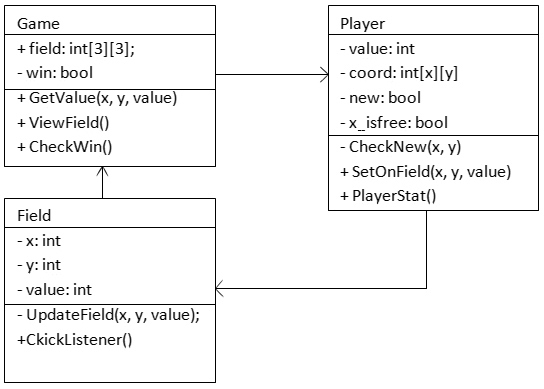 Game
+ field: int[3][3];
- win: bool
+ GetValue(x, y, value)
+ ViewField()
+ CheckWin()
Player
- value: int
- coord: int[x][y]
- new: bool
- x_isfree: bool
- CheckNew(x, y)
+ SetOnField(x, y, value)
+ PlayerStat()
Field
- x: int
- y: int
- value: int
- UpdateField(x, y, value);
+CkickListener()